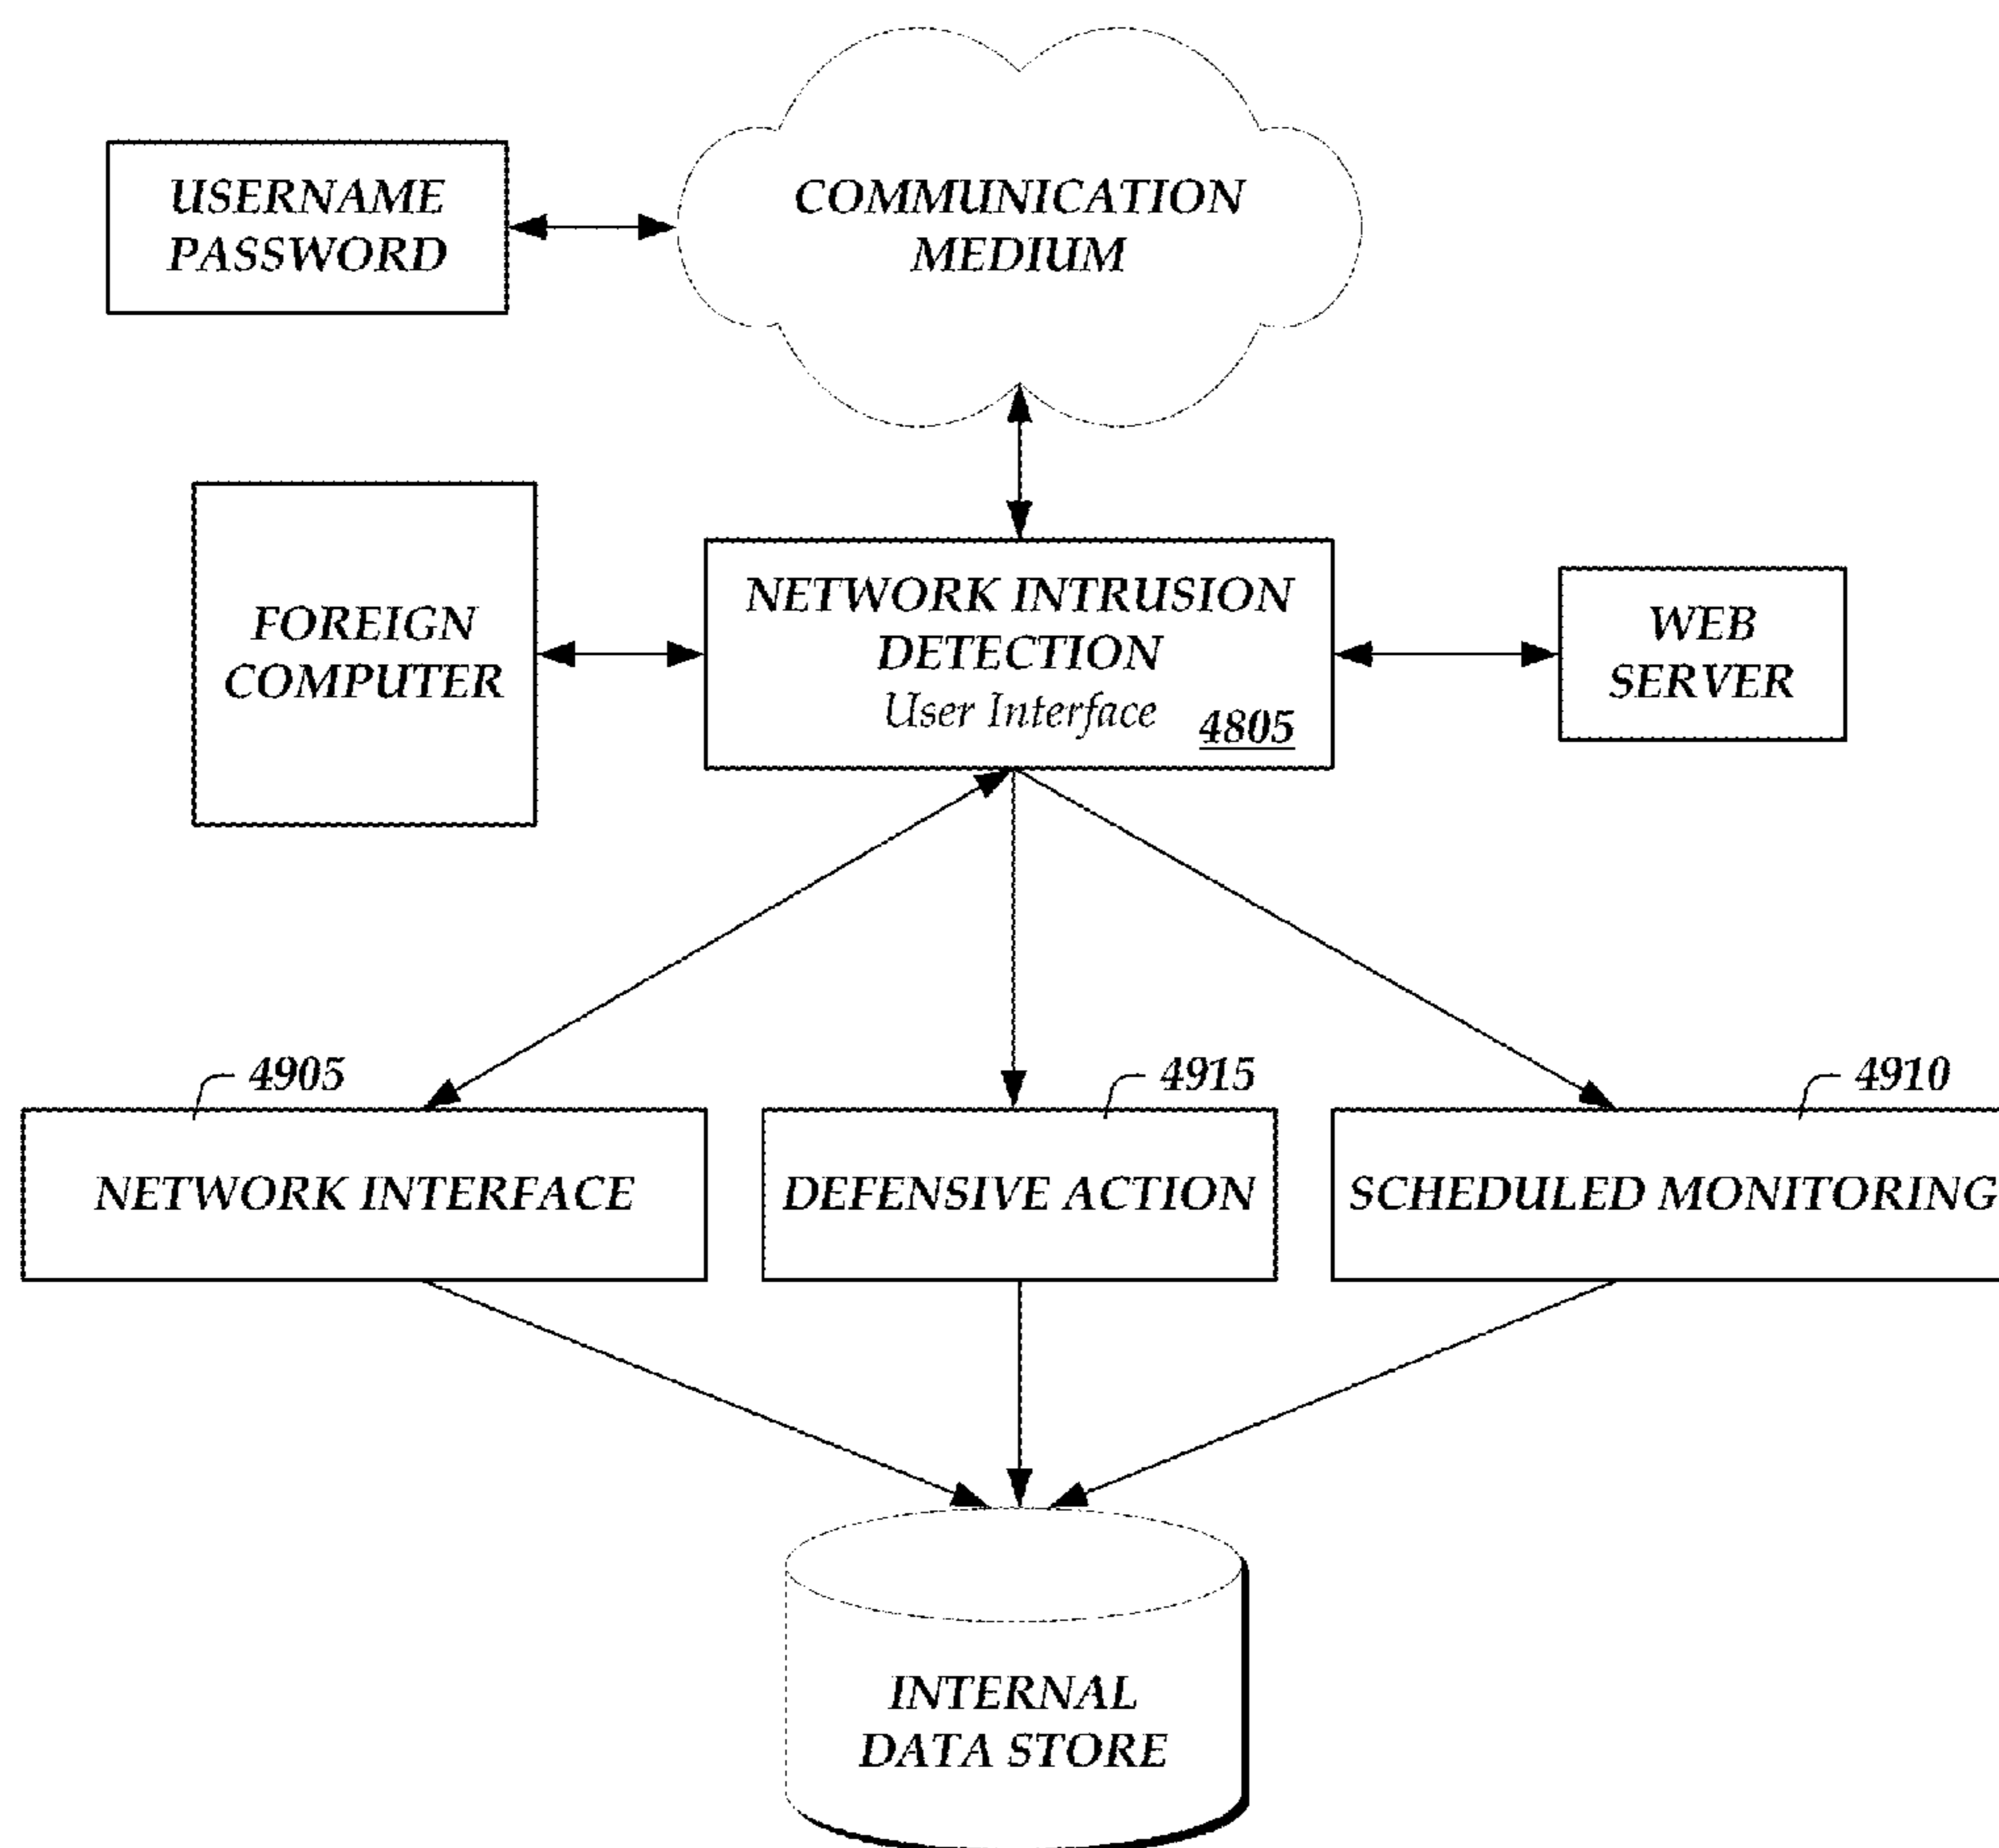 USERNAME
PASSWORD
COMMUNICATION
MEDIUM
FOREIGN
COMPUTER
NETWORK INTRUSION
DETECTION
User Interface
4805
WEB
SERVER
4905
NETWORK INTERFACE
4915
DEFENSIVE ACTION
4910
SCHEDULED MONITORING
INTERNAL
DATA STORE